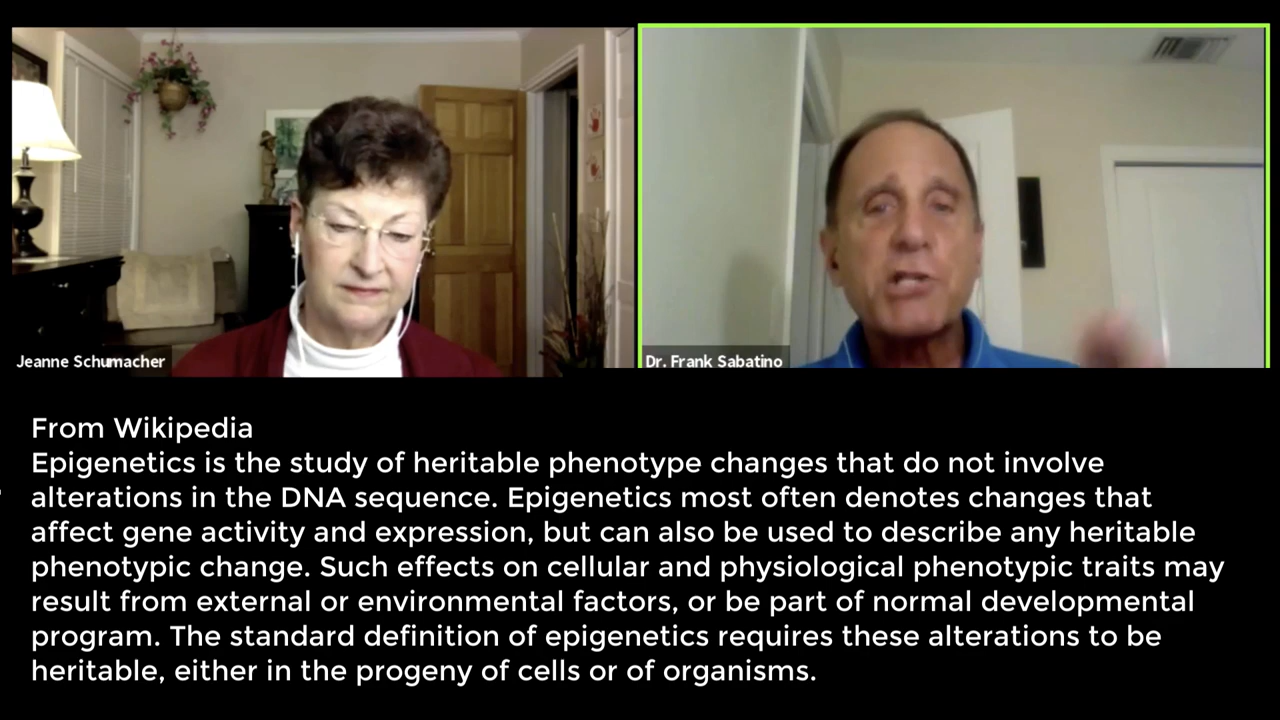 Jeanne Schumacher
Dr. Frank Sabatino
From Wikipedia
Epigenetics is the study of heritable phenotype changes that do not involve
alterations in the DNA sequence. Epigenetics most often denotes changes that
affect gene activity and expression, but can also be used to describe any heritable
phenotypic change. Such effects on cellular and physiological phenotypic traits may
result from external or environmental factors, or be part of normal developmental
program. The standard definition of epigenetics requires these alterations to be
heritable, either in the progeny of cells or of organisms.